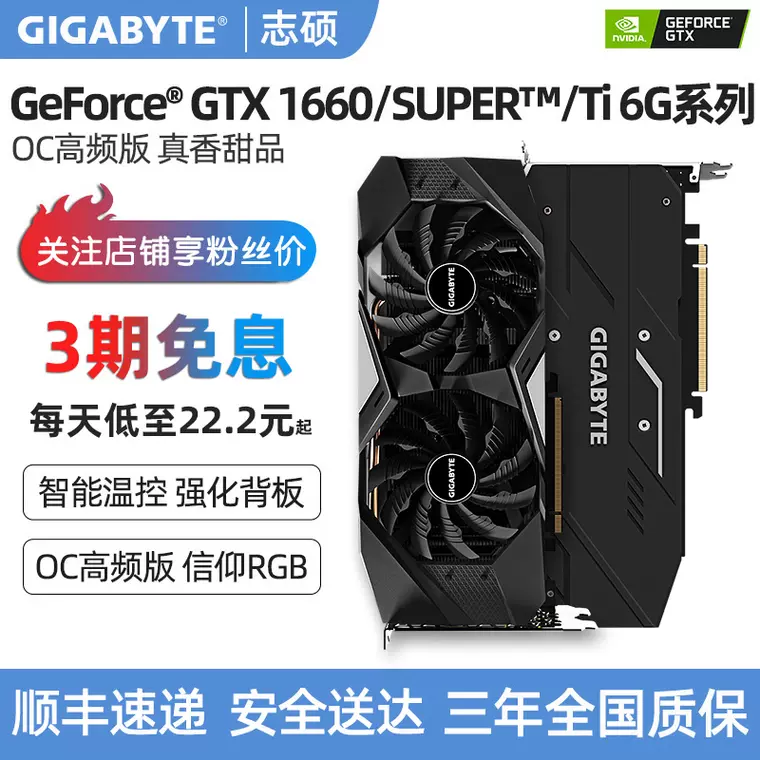 GIGABYTE® 志硕
NVIDIA
GEFORCE®
GTX
GeForce® GTX 1660/SUPER™/Ti 6G系列
OC高频版 真香甜品
关注店铺享粉丝价
3期免息
每天低至22.2元起
智能温控 强化背板
OC高频版 信仰RGB
GIGABYTE
GIGABYTE
GIGABYTE
顺丰速递 安全送达 三年全国质保